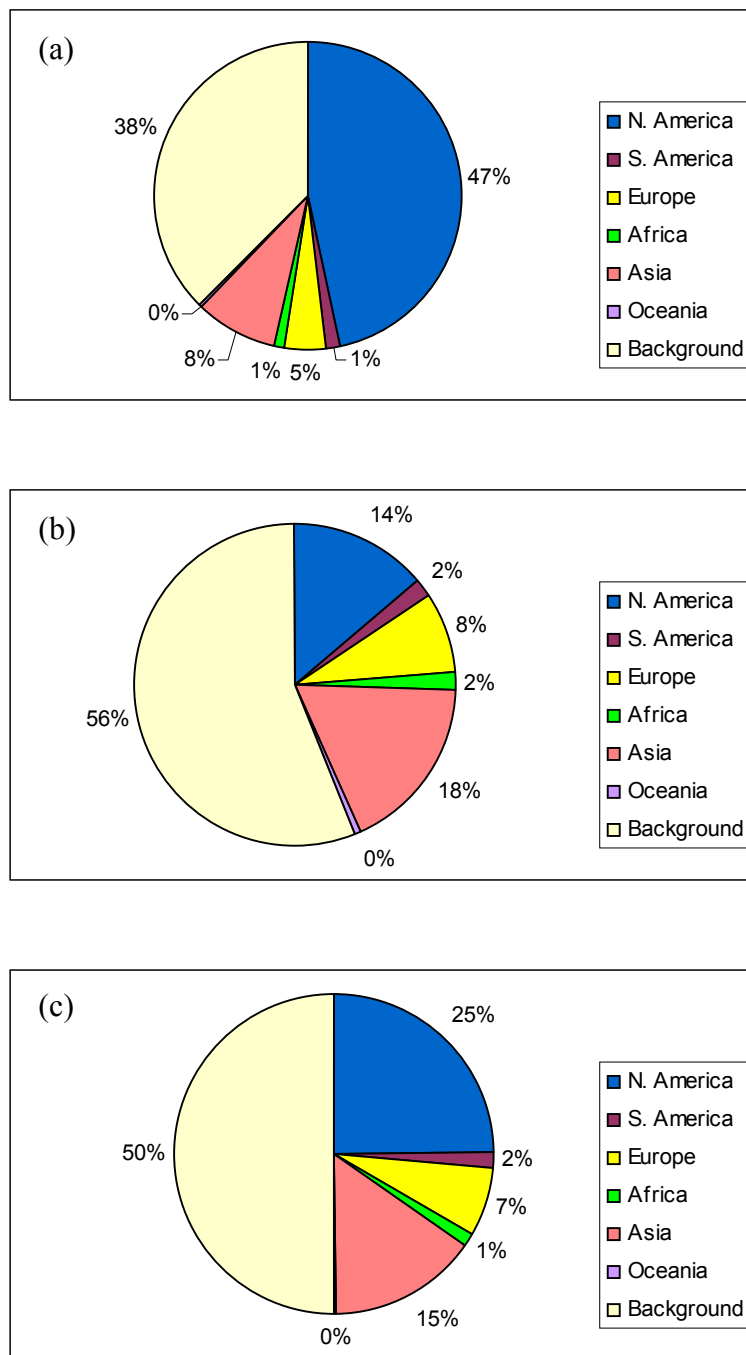 (a)
38%
47%
0%
8%
1%
5%
1%
N. America
S. America
Europe
Africa
Asia
Oceania
Background
(b)
14%
2%
8%
2%
56%
18%
0%
N. America
S. America
Europe
Africa
Asia
Oceania
Background
(c)
25%
50%
2%
7%
1%
15%
0%
N. America
S. America
Europe
Africa
Asia
Oceania
Background